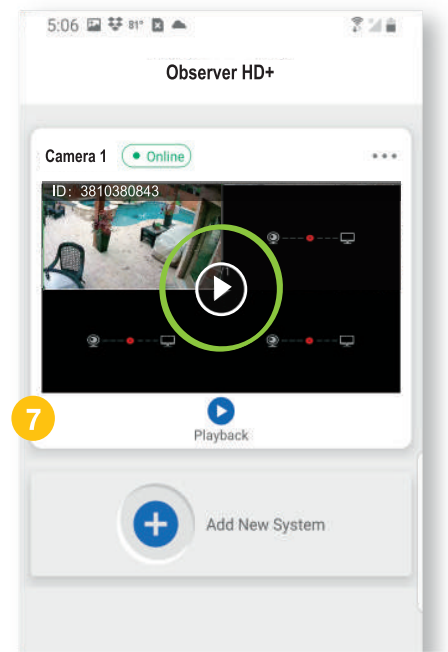 5:06 81°
Observer HD+
Camera 1 Online
ID: 3810380843
7
Playback
Add New System